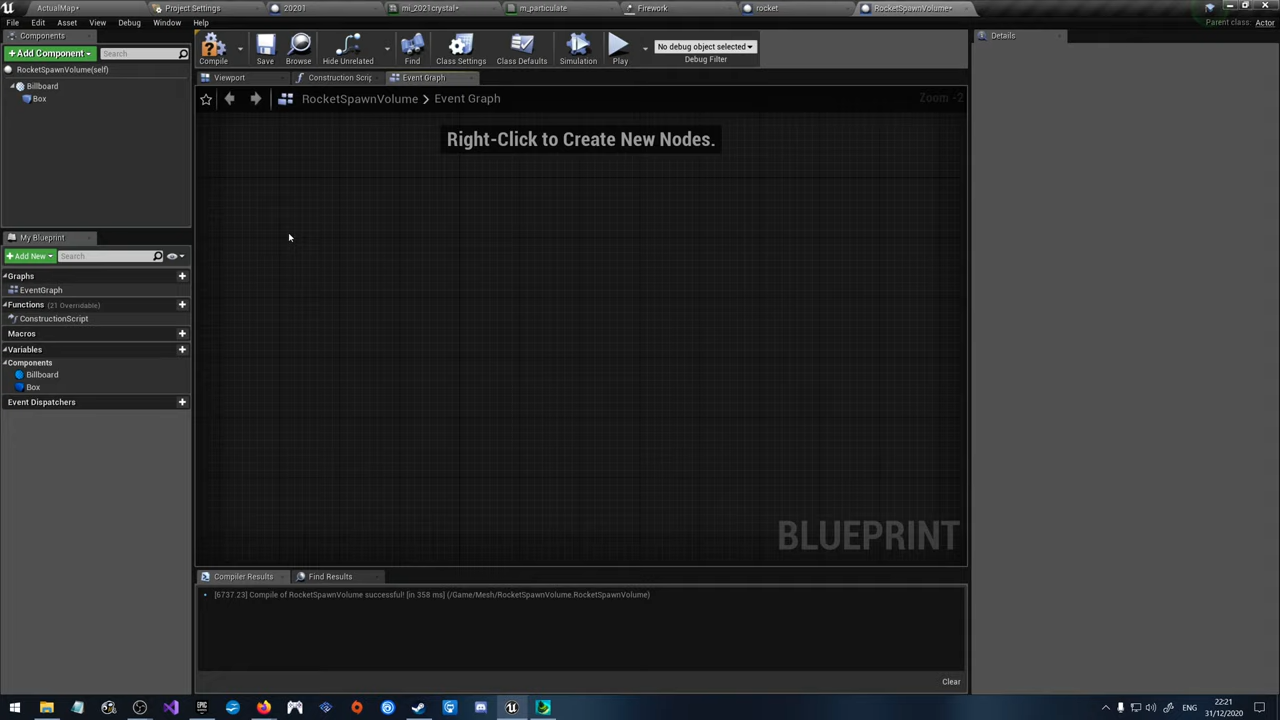 ActualMap•
Project Settings
20201
mi_2021crystal•
m_particulate
Firework
rocket
RocketSpawnVolume•
File Edit Asset View Debug Window Help
Parent class: Actor
Components
Details
+Add Component
Search
Compile
Save
Browse
Hide Unrelated
Find
Class Settings
Class Defaults
Simulation
Play
No debug object selected
Debug Filter
RocketSpawnVolume(self)
Viewport
Construction Scrip
Event Graph
Billboard
Box
RocketSpawnVolume > Event Graph
Zoom -2
Right-Click to Create New Nodes.
My Blueprint
+Add New
Search
Graphs
EventGraph
Functions (21 Overridable)
ConstructionScript
Macros
Variables
Components
Billboard
Box
Event Dispatchers
BLUEPRINT
Compiler Results
Find Results
[6737.23] Compile of RocketSpawnVolume successful! [in 358 ms] (/Game/Mesh/RocketSpawnVolume.RocketSpawnVolume)
Clear
22:21
ENG
31/12/2020